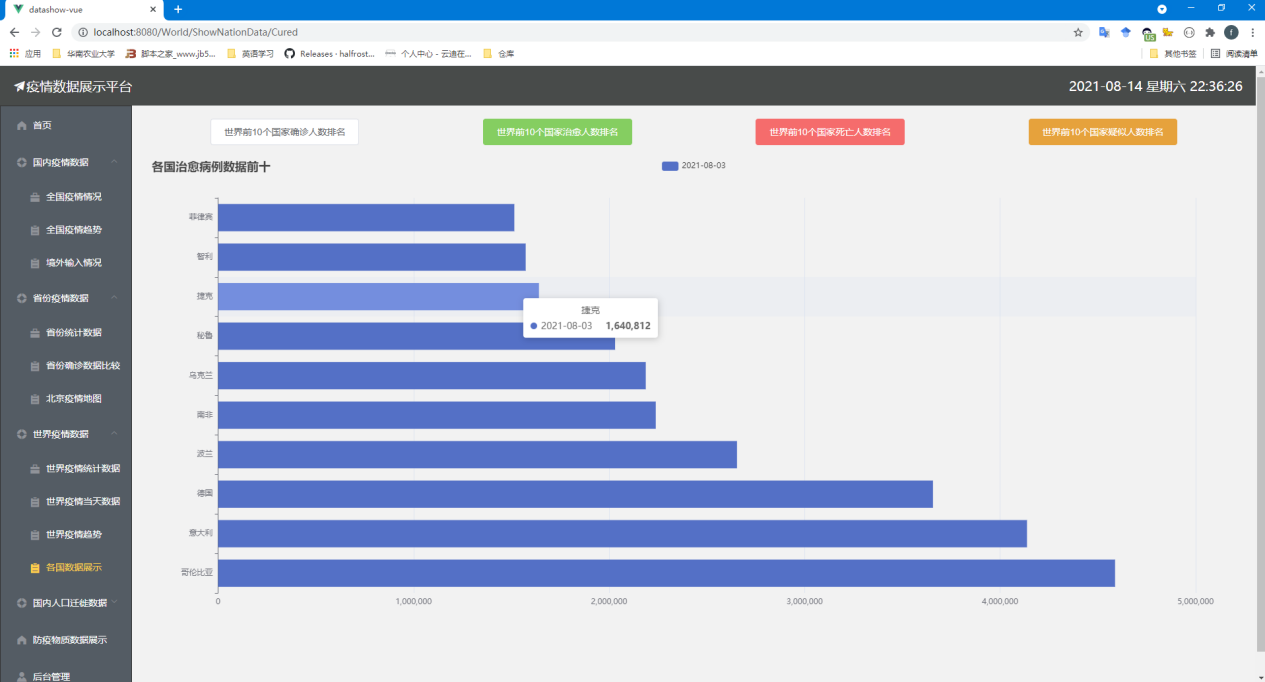 datashow-vue
localhost:8080/World/ShowNationData/Cured
应用 华南农业大学 脚本之家_www.jb5... 英语学习 Releases · halfrost... 个人中心 - 云途在... 仓库 其他书签 阅读清单
疫情数据展示平台
2021-08-14 星期六 22:36:26
首页
国内疫情数据
全国疫情情况
全国疫情趋势
境外输入情况
省份疫情数据
省份统计数据
省份确诊数据比较
北京疫情地图
世界疫情数据
世界疫情统计数据
世界疫情当天数据
世界疫情趋势
各国数据展示
国内人口迁徙数据
防疫物质数据展示
后台管理
世界前10个国家确诊人数排名 世界前10个国家治愈人数排名 世界前10个国家死亡人数排名 世界前10个国家疑似人数排名
各国治愈病例数据前十
2021-08-03
菲律宾
智利
捷克
秘鲁
乌克兰
南非
波兰
德国
意大利
哥伦比亚
捷克
2021-08-03 1,640,812
0 1,000,000 2,000,000 3,000,000 4,000,000 5,000,000